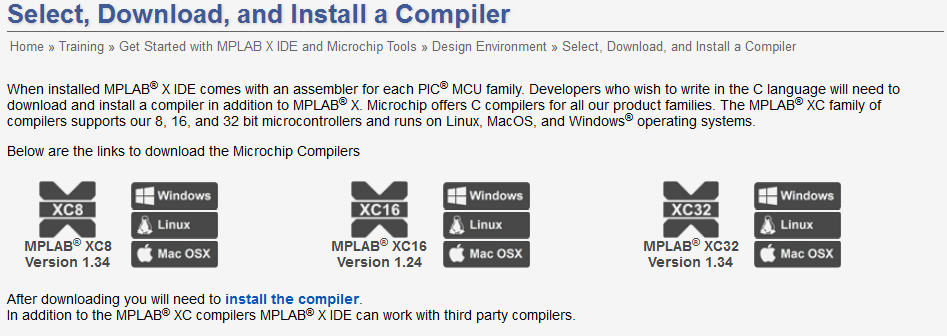 Select, Download, and Install a Compiler
Home » Training » Get Started with MPLAB X IDE and Microchip Tools » Design Environment » Select, Download, and Install a Compiler
When installed MPLAB® X IDE comes with an assembler for each PIC® MCU family. Developers who wish to write in the C language will need to
download and install a compiler in addition to MPLAB® X. Microchip offers C compilers for all our product families. The MPLAB® XC family of
compilers supports our 8, 16, and 32 bit microcontrollers and runs on Linux, MacOS, and Windows® operating systems.
Below are the links to download the Microchip Compilers
XC8
MPLAB® XC8
Version 1.34
Windows
Linux
Mac OSX
XC16
MPLAB® XC16
Version 1.24
Windows
Linux
Mac OSX
XC32
MPLAB® XC32
Version 1.34
Windows
Linux
Mac OSX
After downloading you will need to install the compiler.
In addition to the MPLAB® XC compilers MPLAB® X IDE can work with third party compilers.